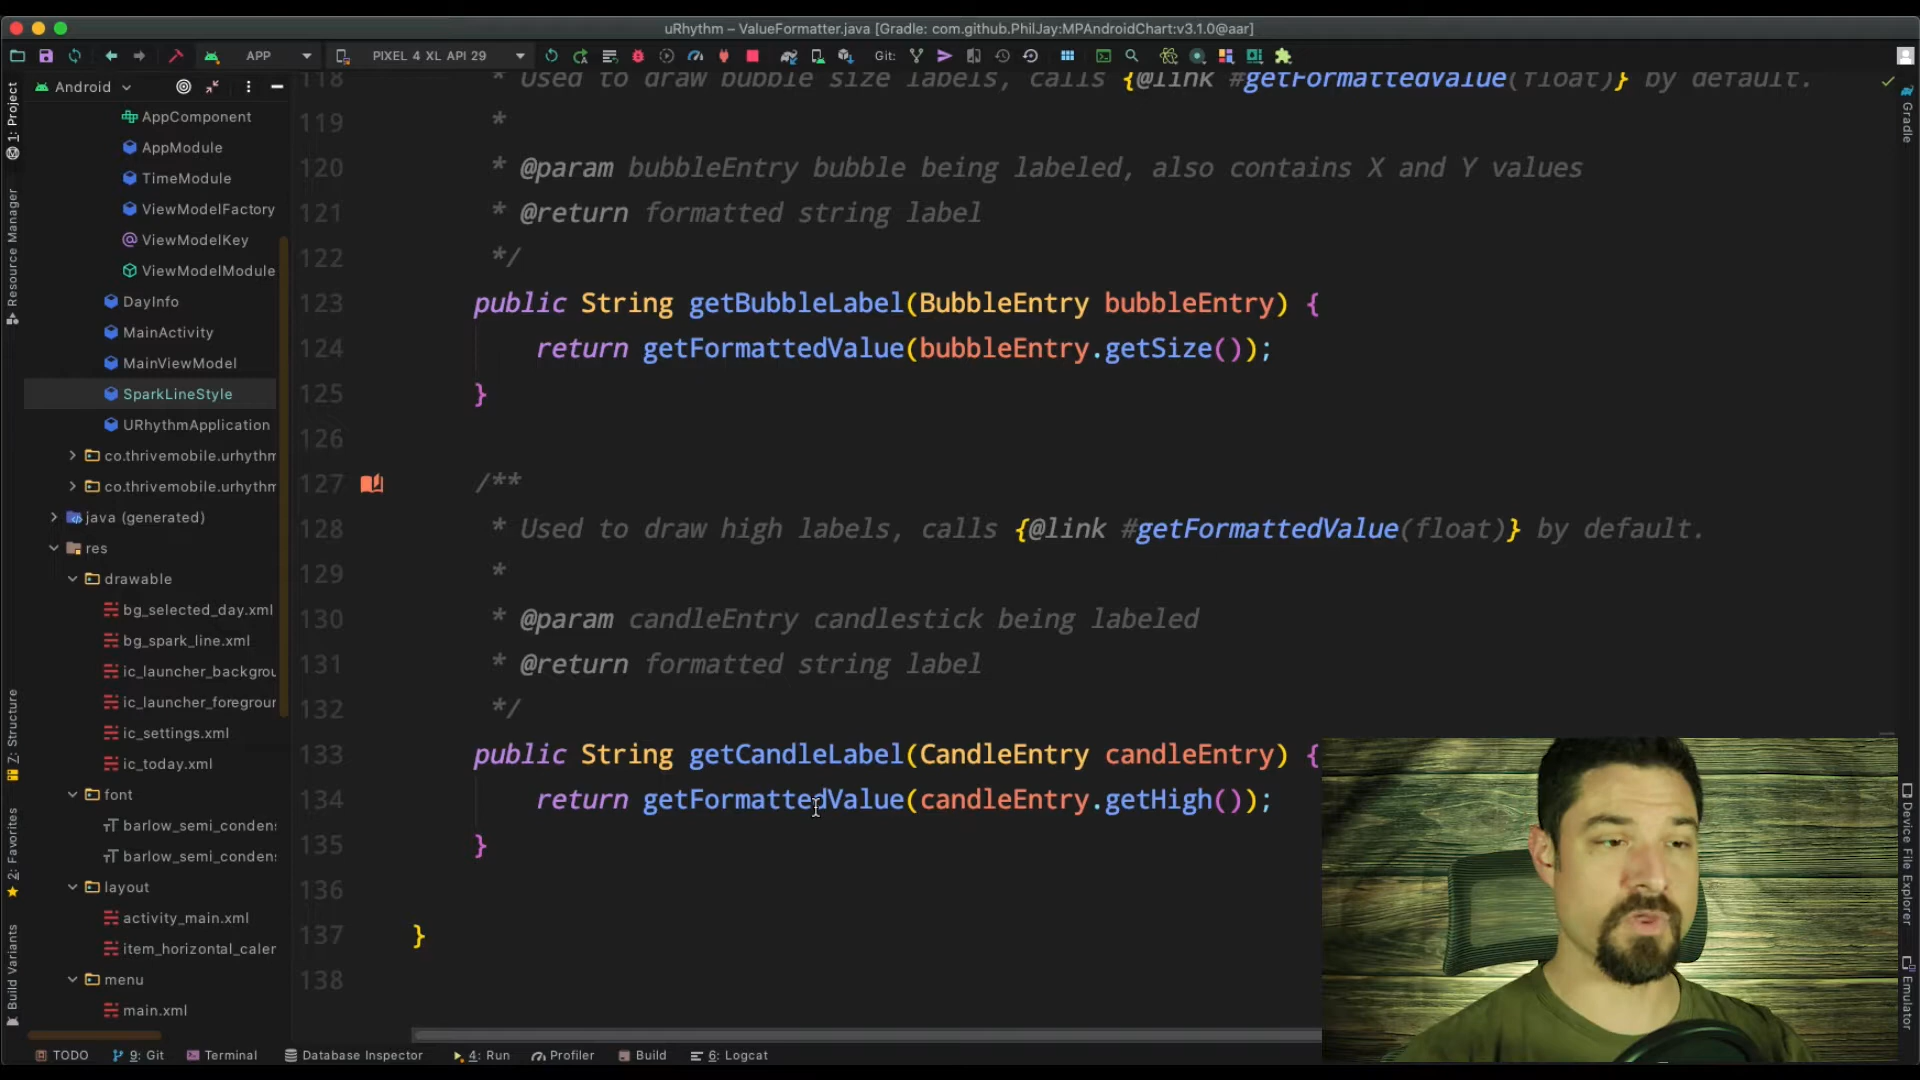 uRhythm – ValueFormatter.java [Gradle: com.github.PhilJay:MPAndroidChart:v3.1.0@aar]
APP
PIXEL 4 XL API 29
Git:
Android
1: Project
Resource Manager
Z: Structure
2: Favorites
Build Variants
AppComponent
AppModule
TimeModule
ViewModelFactory
ViewModelKey
ViewModelModule
DayInfo
MainActivity
MainViewModel
SparkLineStyle
URhythmApplication
co.thrivemobile.urhythm
co.thrivemobile.urhythm
java (generated)
res
drawable
bg_selected_day.xml
bg_spark_line.xml
ic_launcher_backgrou
ic_launcher_foregrour
ic_settings.xml
ic_today.xml
font
barlow_semi_condens
barlow_semi_condens
layout
activity_main.xml
item_horizontal_caler
menu
main.xml
118 * Used to draw bubble size labels, calls {@link #getFormattedValue(float)} by default.
119 *
120 * @param bubbleEntry bubble being labeled, also contains X and Y values
121 * @return formatted string label
122 */
123 public String getBubbleLabel(BubbleEntry bubbleEntry) {
124 return getFormattedValue(bubbleEntry.getSize());
125 }
126
127 /**
128 * Used to draw high labels, calls {@link #getFormattedValue(float)} by default.
129 *
130 * @param candleEntry candlestick being labeled
131 * @return formatted string label
132 */
133 public String getCandleLabel(CandleEntry candleEntry) {
134 return getFormattedValue(candleEntry.getHigh());
135 }
136
137 }
138
Gradle
Device File Explorer
Emulator
TODO
9: Git
Terminal
Database Inspector
4: Run
Profiler
Build
6: Logcat